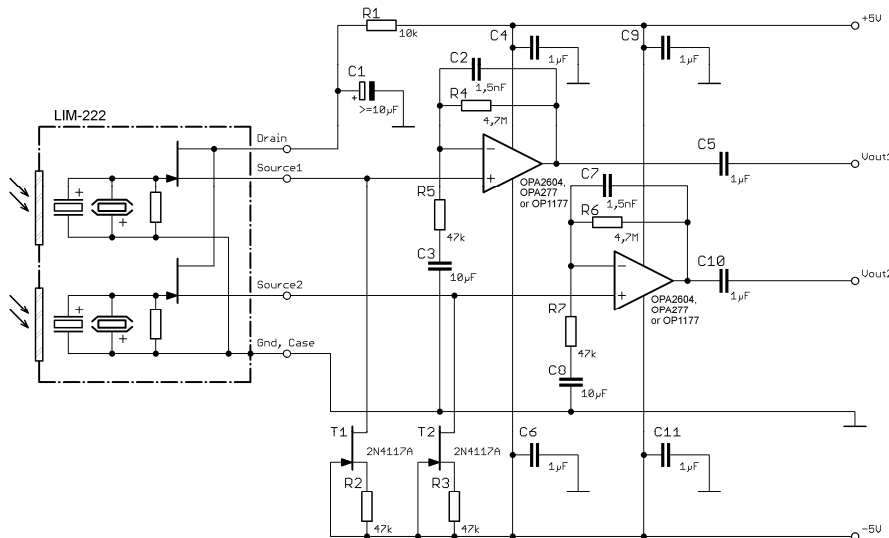 R1
10k
+5V
C4
1µF
C9
1µF
C1
+
>=10µF
C2
1,5nF
R4
4,7M
LIM-222
Drain
Source1
−
+
OPA2604,
OPA277
or OP1177
C5
1µF
Vout1
+
+
R5
47k
C3
10µF
C7
1,5nF
R6
4,7M
Source2
−
+
OPA2604,
OPA277
or OP1177
C10
1µF
Vout2
+
+
R7
47k
C8
10µF
Gnd, Case
T1
2N4117A
R2
47k
T2
2N4117A
R3
47k
C6
1µF
C11
1µF
-5V